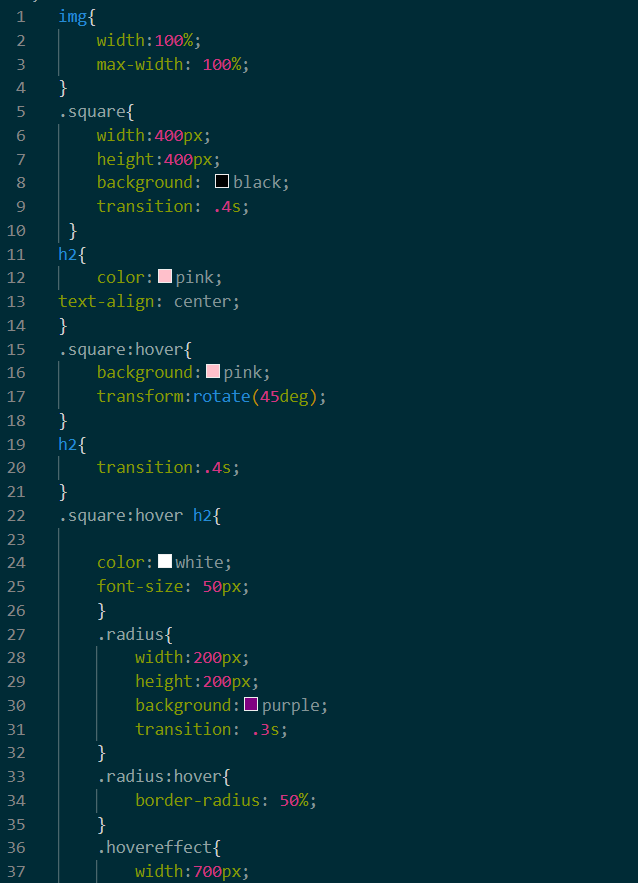 1 img{
2 width:100%;
3 max-width: 100%;
4 }
5 .square{
6 width:400px;
7 height:400px;
8 background: black;
9 transition: .4s;
10 }
11 h2{
12 color:pink;
13 text-align: center;
14 }
15 .square:hover{
16 background:pink;
17 transform:rotate(45deg);
18 }
19 h2{
20 transition:.4s;
21 }
22 .square:hover h2{
23
24 color:white;
25 font-size: 50px;
26 }
27 .radius{
28 width:200px;
29 height:200px;
30 background:purple;
31 transition: .3s;
32 }
33 .radius:hover{
34 border-radius: 50%;
35 }
36 .hovereffect{
37 width:700px;